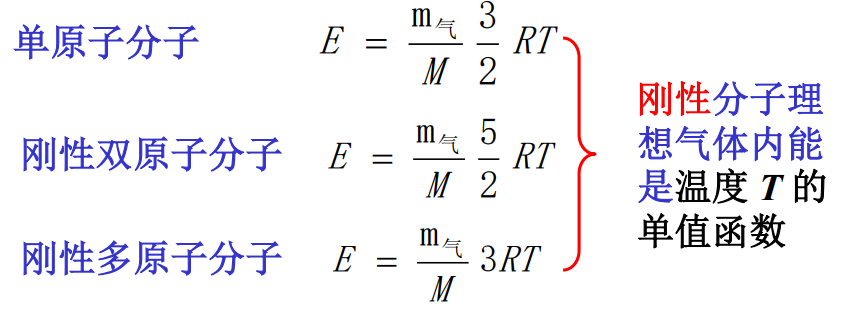 单原子分子 E = m气/M 3/2 RT
刚性双原子分子 E = m气/M 5/2 RT
刚性多原子分子 E = m气/M 3RT
刚性分子理
想气体内能
是温度 T 的
单值函数